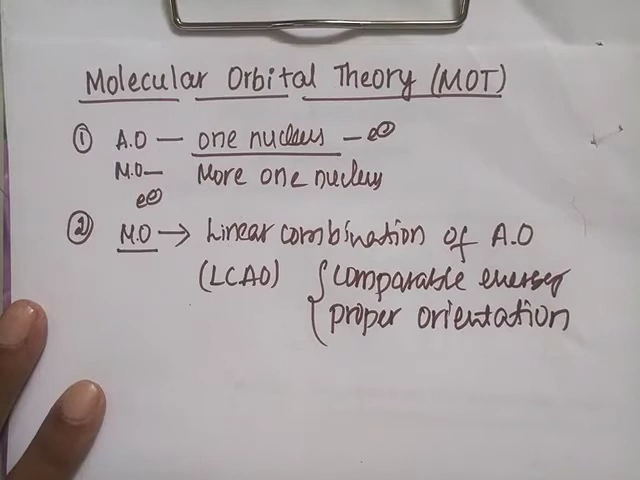 Molecular Orbital Theory (MOT)
① A.O — one nucleus — e⊖
M.O — More one nucleus
e⊖
② M.O → Linear combination of A.O
(LCAO) { comparable energy
proper orientation